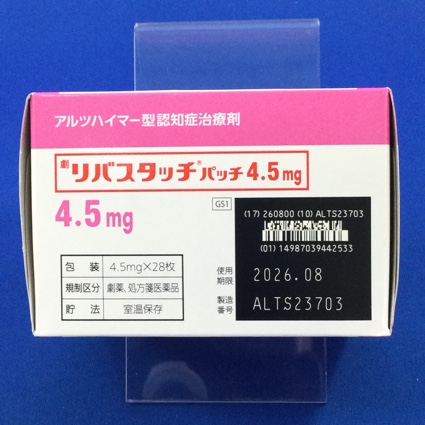 アルツハイマー型認知症治療剤
劇 リバスタッチ®パッチ4.5mg
4.5mg
GS1
(17) 260800 (10) ALTS23703
(01) 14987039442533
包装 4.5mg×28枚
規制区分 劇薬、処方箋医薬品
貯法 室温保存
使用期限 2026.08
製造番号 ALTS23703